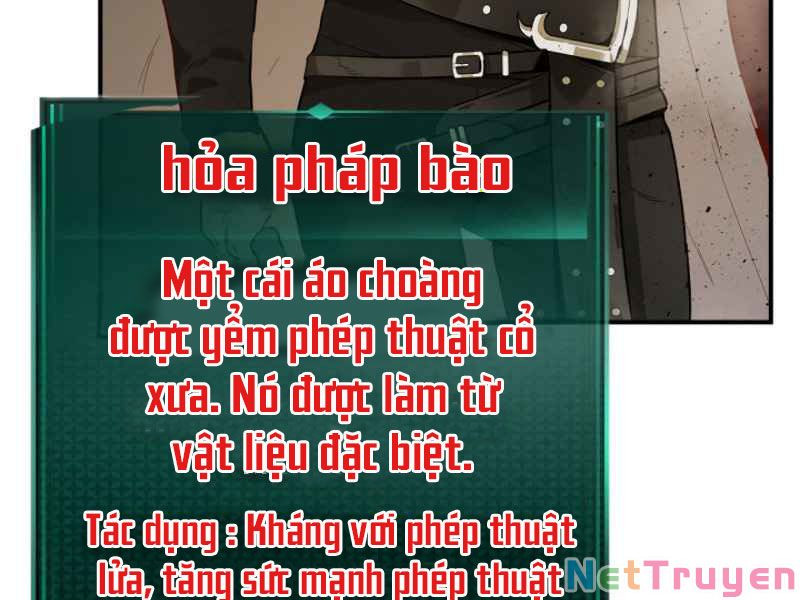 hỏa pháp bào
Một cái áo choàng
được yểm phép thuật cổ
xưa. Nó được làm từ
vật liệu đặc biệt.
Tác dụng : Kháng với phép thuật
lửa, tăng sức mạnh phép thuật
NetTruyen